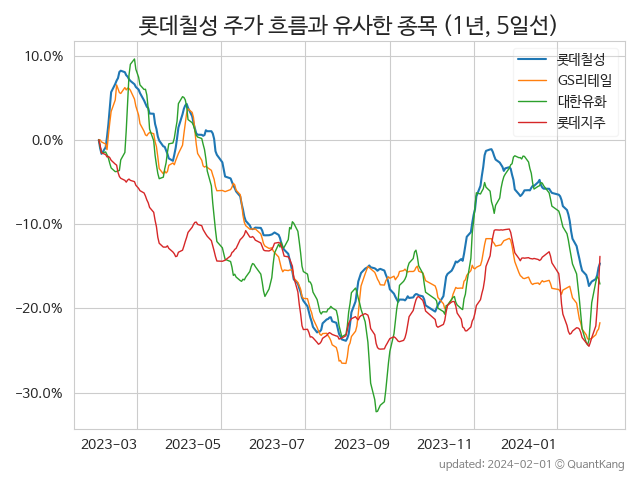 롯데칠성 주가 흐름과 유사한 종목 (1년, 5일선)
롯데칠성
GS리테일
대한유화
롯데지주
10.0%
0.0%
−10.0%
−20.0%
−30.0%
2023-03 2023-05 2023-07 2023-09 2023-11 2024-01
updated: 2024-02-01 © QuantKang